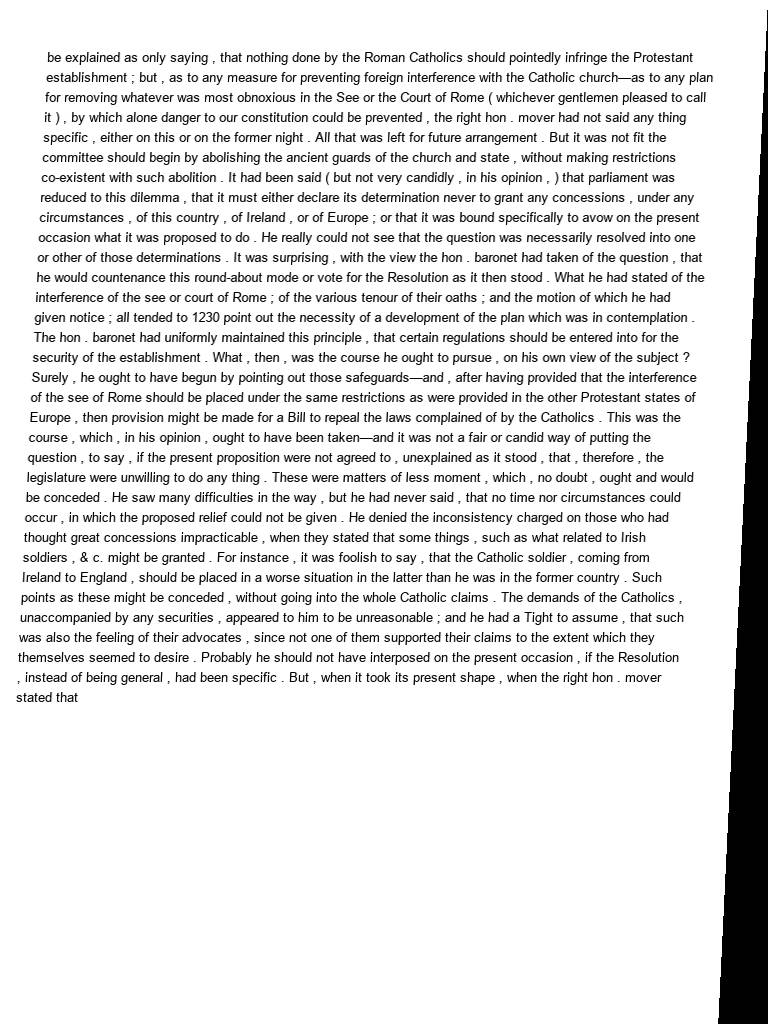 be explained as only saying , that nothing done by the Roman Catholics should pointedly infringe the Protestant
establishment ; but , as to any measure for preventing foreign interference with the Catholic church—as to any plan
for removing whatever was most obnoxious in the See or the Court of Rome ( whichever gentlemen pleased to call
it ) , by which alone danger to our constitution could be prevented , the right hon . mover had not said any thing
specific , either on this or on the former night . All that was left for future arrangement . But it was not fit the
committee should begin by abolishing the ancient guards of the church and state , without making restrictions
co-existent with such abolition . It had been said ( but not very candidly , in his opinion , ) that parliament was
reduced to this dilemma , that it must either declare its determination never to grant any concessions , under any
circumstances , of this country , of Ireland , or of Europe ; or that it was bound specifically to avow on the present
occasion what it was proposed to do . He really could not see that the question was necessarily resolved into one
or other of those determinations . It was surprising , with the view the hon . baronet had taken of the question , that
he would countenance this round-about mode or vote for the Resolution as it then stood . What he had stated of the
interference of the see or court of Rome ; of the various tenour of their oaths ; and the motion of which he had
given notice ; all tended to 1230 point out the necessity of a development of the plan which was in contemplation .
The hon . baronet had uniformly maintained this principle , that certain regulations should be entered into for the
security of the establishment . What , then , was the course he ought to pursue , on his own view of the subject ?
Surely , he ought to have begun by pointing out those safeguards—and , after having provided that the interference
of the see of Rome should be placed under the same restrictions as were provided in the other Protestant states of
Europe , then provision might be made for a Bill to repeal the laws complained of by the Catholics . This was the
course , which , in his opinion , ought to have been taken—and it was not a fair or candid way of putting the
question , to say , if the present proposition were not agreed to , unexplained as it stood , that , therefore , the
legislature were unwilling to do any thing . These were matters of less moment , which , no doubt , ought and would
be conceded . He saw many difficulties in the way , but he had never said , that no time nor circumstances could
occur , in which the proposed relief could not be given . He denied the inconsistency charged on those who had
thought great concessions impracticable , when they stated that some things , such as what related to Irish
soldiers , & c. might be granted . For instance , it was foolish to say , that the Catholic soldier , coming from
Ireland to England , should be placed in a worse situation in the latter than he was in the former country . Such
points as these might be conceded , without going into the whole Catholic claims . The demands of the Catholics ,
unaccompanied by any securities , appeared to him to be unreasonable ; and he had a Tight to assume , that such
was also the feeling of their advocates , since not one of them supported their claims to the extent which they
themselves seemed to desire . Probably he should not have interposed on the present occasion , if the Resolution
, instead of being general , had been specific . But , when it took its present shape , when the right hon . mover
stated that